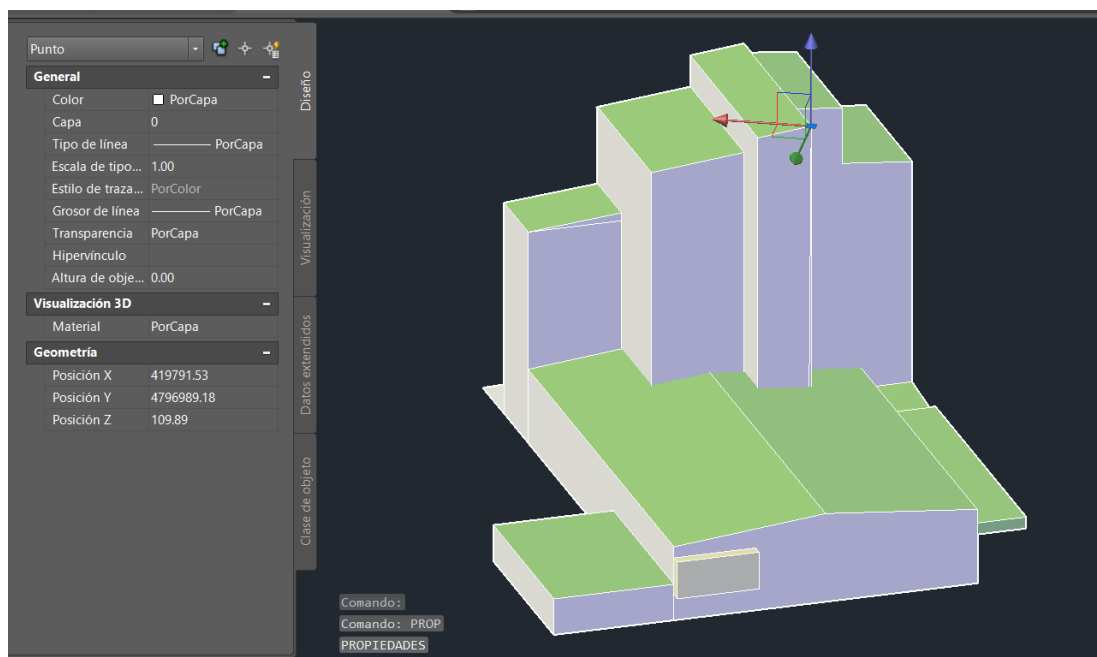 Punto
General
Color PorCapa
Capa 0
Tipo de línea PorCapa
Escala de tipo... 1.00
Estilo de traza... PorColor
Grosor de línea PorCapa
Transparencia PorCapa
Hipervínculo
Altura de obje... 0.00
Visualización 3D
Material PorCapa
Geometría
Posición X 419791.53
Posición Y 4796989.18
Posición Z 109.89
Diseño
Visualización
Datos extendidos
Clase de objeto
Comando:
Comando: PROP
PROPIEDADES